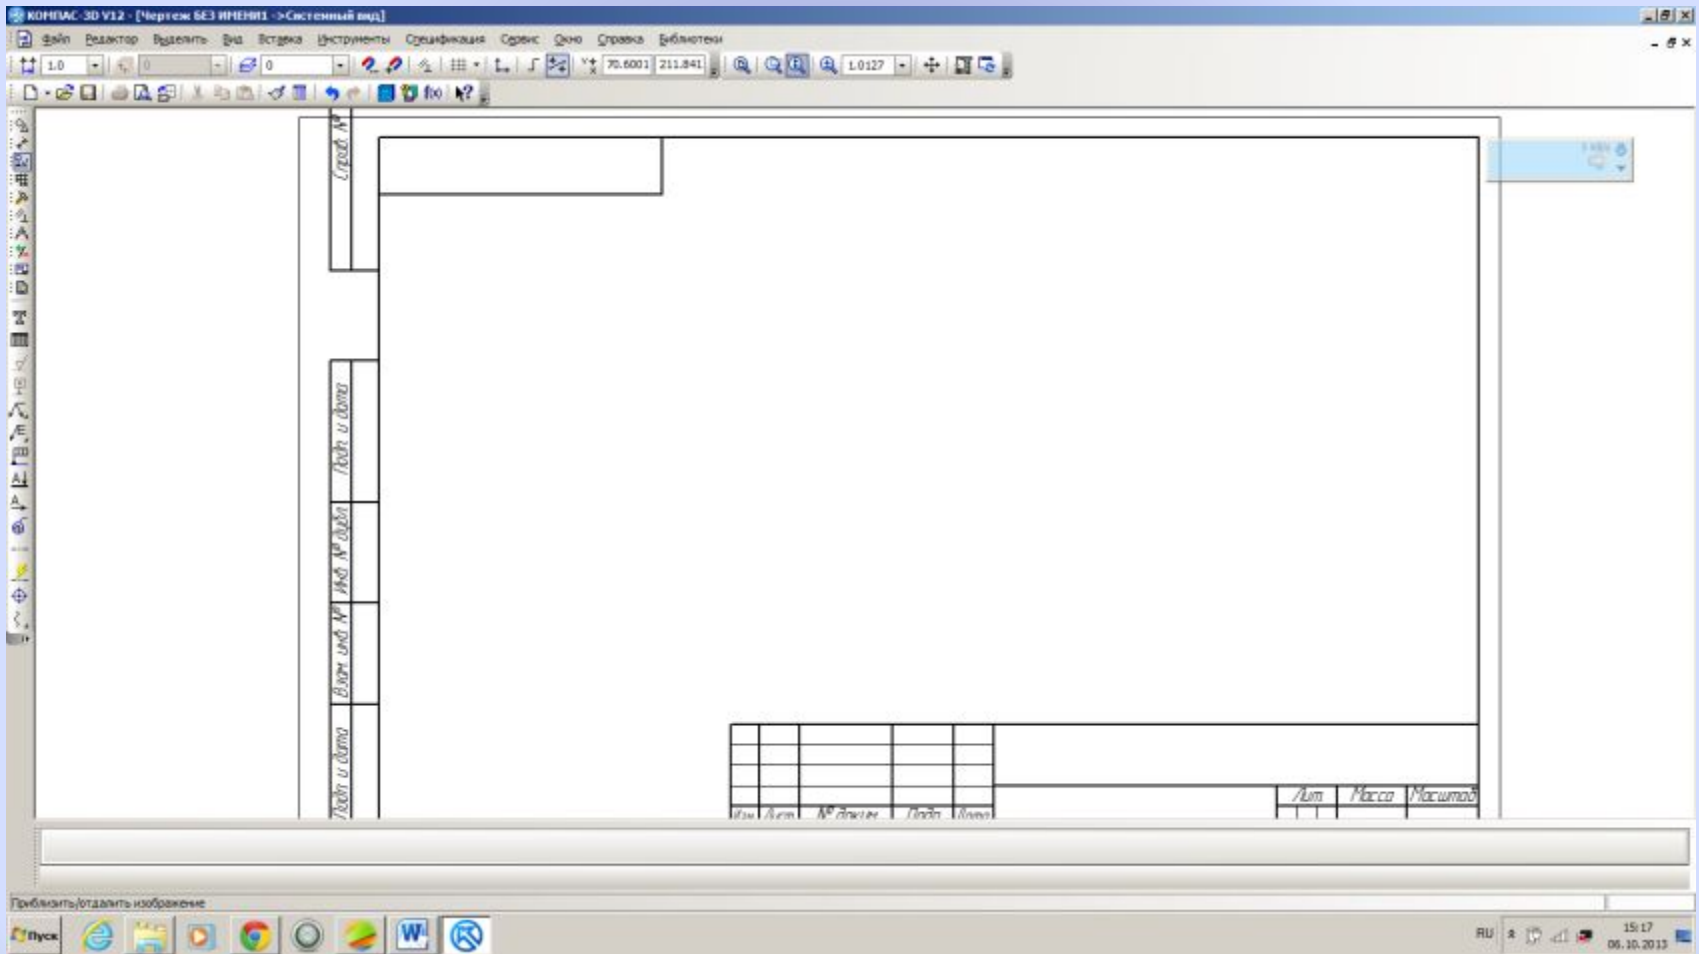 КОМПАС-3D V12 - [Чертеж БЕЗ ИМЕНИ1 ->Системный вид]
Файл Редактор Выделить Вид Вставка Инструменты Спецификация Сервис Окно Справка Библиотеки
1.0 0 0 70.6001 211.841 1.0127
f(x)
Справ. №
Подп. и дата
Инв. № дубл.
Взам. инв. №
Подп. и дата
Лит. Масса Масштаб
Изм. Лист № докум. Подп. Дата
Приблизить/отдалить изображение
Пуск
RU
15:17
06.10.2013